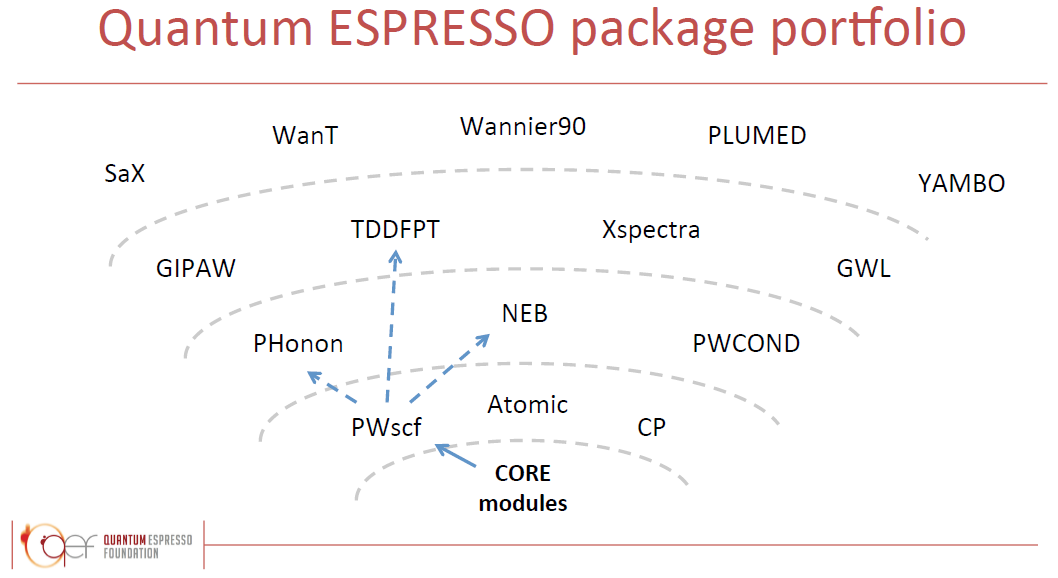 Quantum ESPRESSO package portfolio
WanT
Wannier90
PLUMED
SaX
YAMBO
TDDFPT
Xspectra
GIPAW
GWL
NEB
PHonon
PWCOND
Atomic
PWscf
CP
CORE
modules
qef
QUANTUM ESPRESSO
FOUNDATION